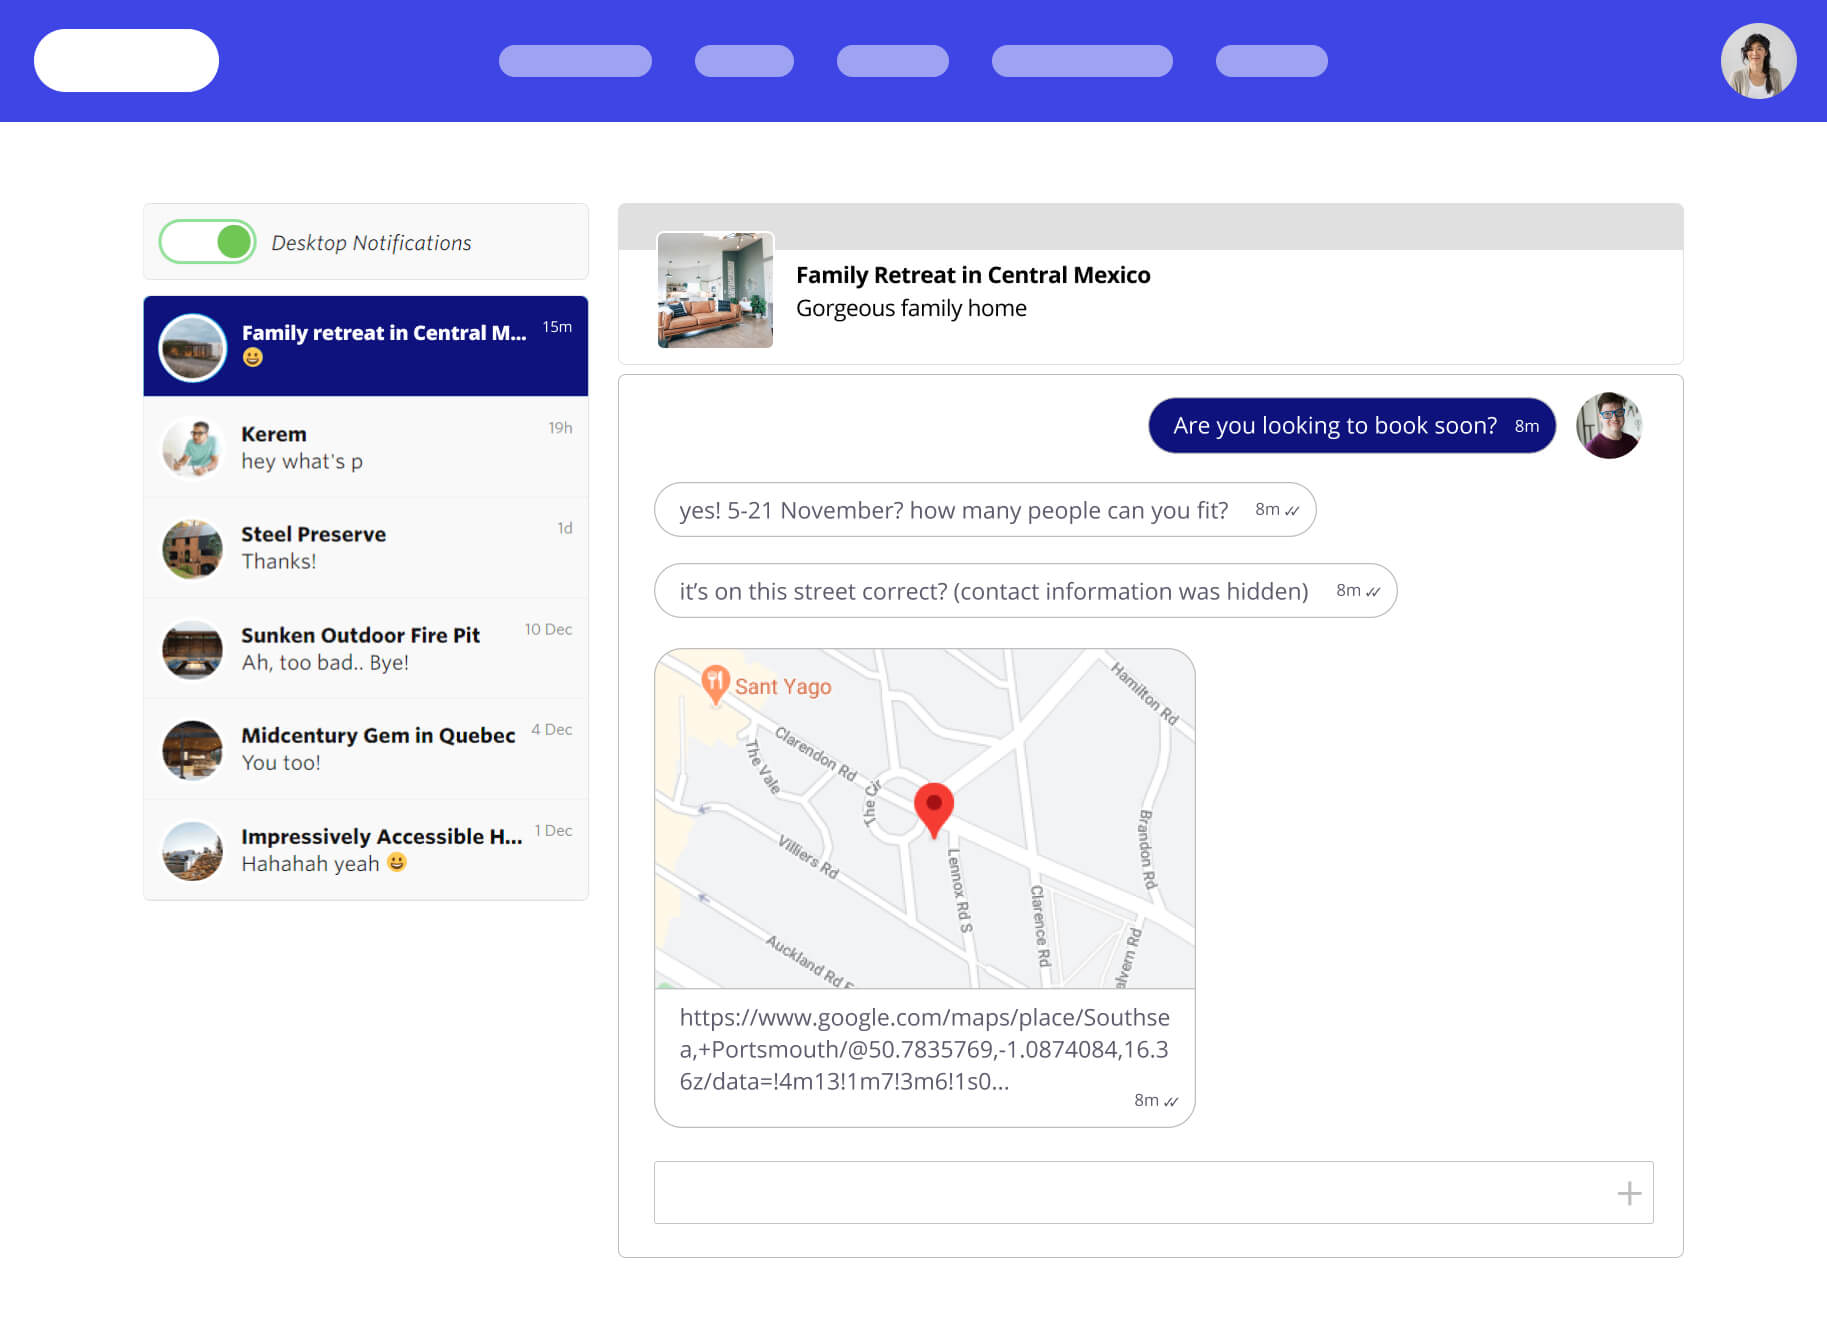 Desktop Notifications
Family retreat in Central M... 15m
😀
Kerem 19h
hey what's p
Steel Preserve 1d
Thanks!
Sunken Outdoor Fire Pit 10 Dec
Ah, too bad.. Bye!
Midcentury Gem in Quebec 4 Dec
You too!
Impressively Accessible H... 1 Dec
Hahahah yeah 😀
Family Retreat in Central Mexico
Gorgeous family home
Are you looking to book soon? 8m
yes! 5-21 November? how many people can you fit? 8m
it’s on this street correct? (contact information was hidden) 8m
Sant Yago
Hamilton Rd
Clarendon Rd
The Vale
The Cir
Villiers Rd
Brandon Rd
Lennox Rd S
Clarence Rd
alvern Rd
Auckland Rd E
https://www.google.com/maps/place/Southse
a,+Portsmouth/@50.7835769,-1.0874084,16.3
6z/data=!4m13!1m7!3m6!1s0...
8m